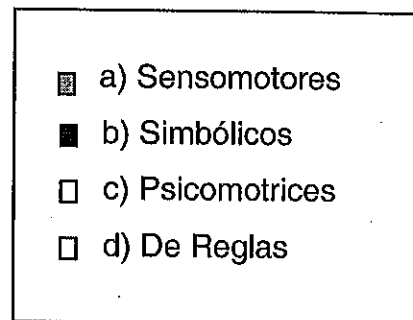 a) Sensomotores
b) Simbólicos
c) Psicomotrices
d) De Reglas